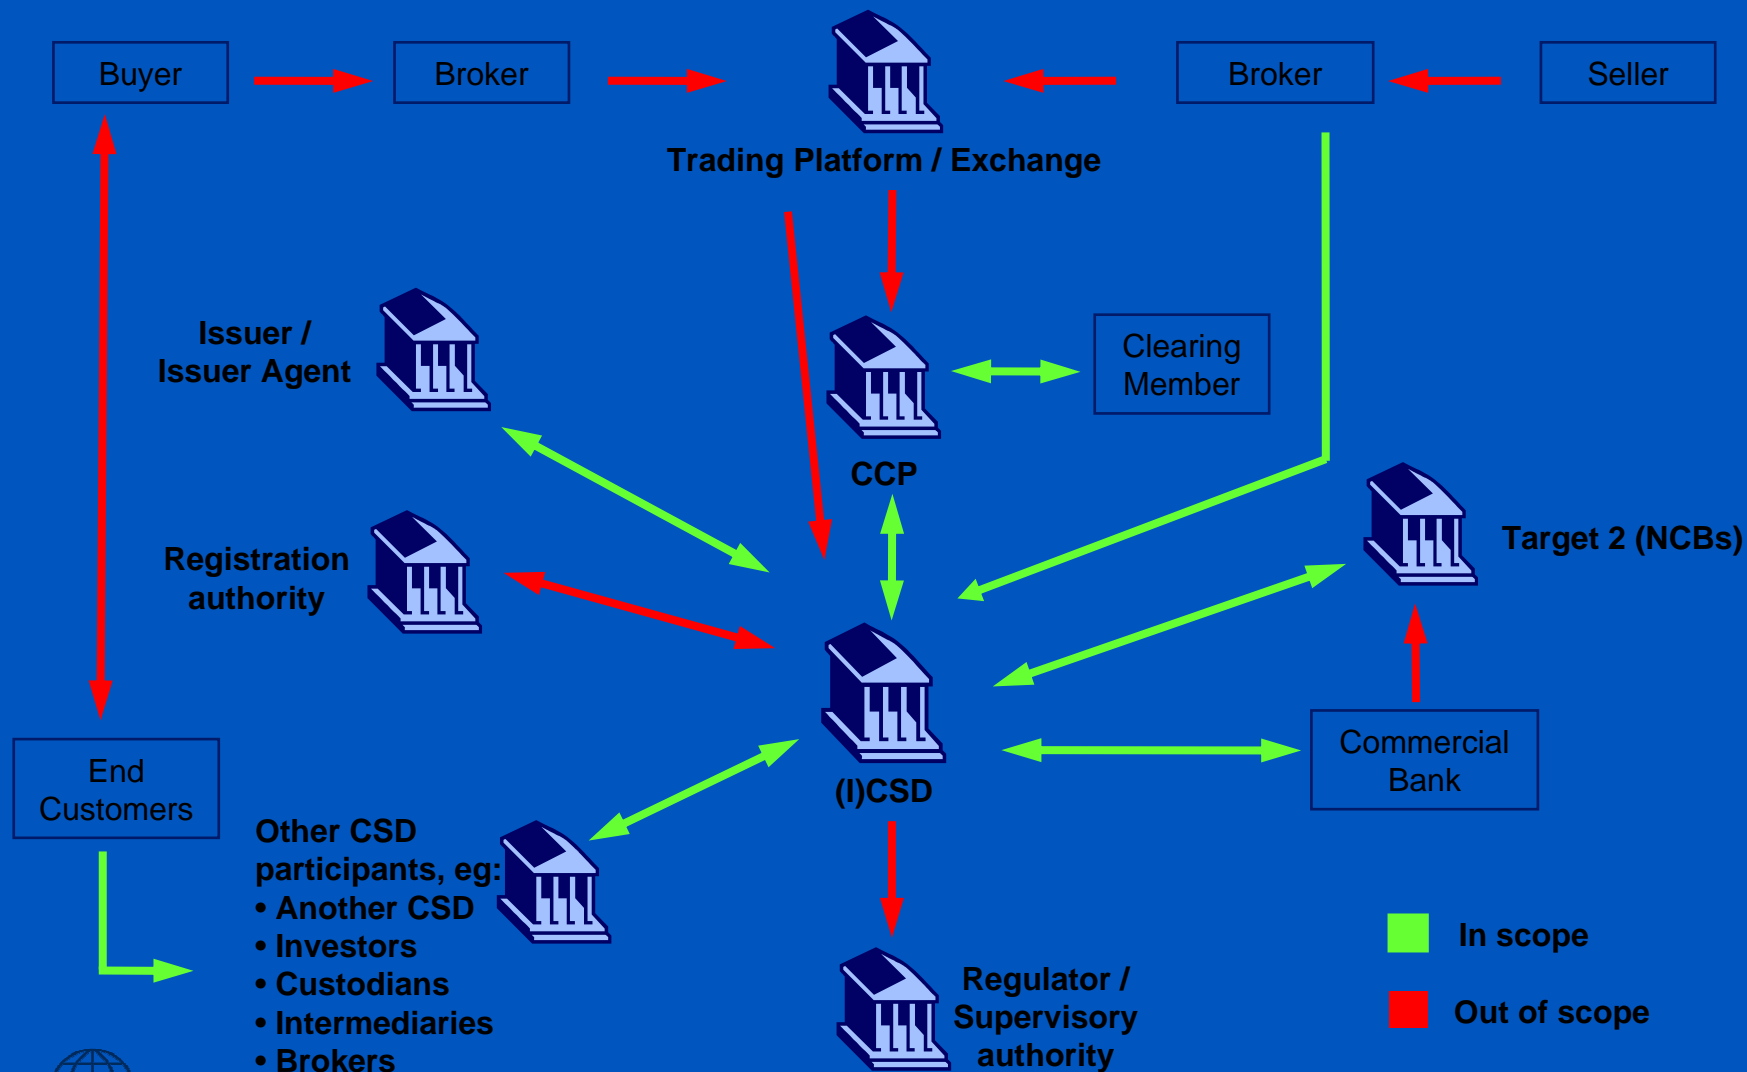 Buyer
Broker
Broker
Seller
Trading Platform / Exchange
Issuer /
Issuer Agent
Clearing
Member
CCP
Registration
authority
Target 2 (NCBs)
End
Customers
(I)CSD
Commercial
Bank
Other CSD
participants, eg:
• Another CSD
• Investors
• Custodians
• Intermediaries
• Brokers
Regulator /
Supervisory
authority
In scope
Out of scope